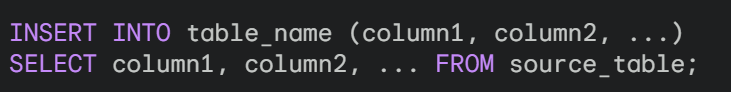 INSERT INTO table_name (column1, column2, ...)
SELECT column1, column2, ... FROM source_table;